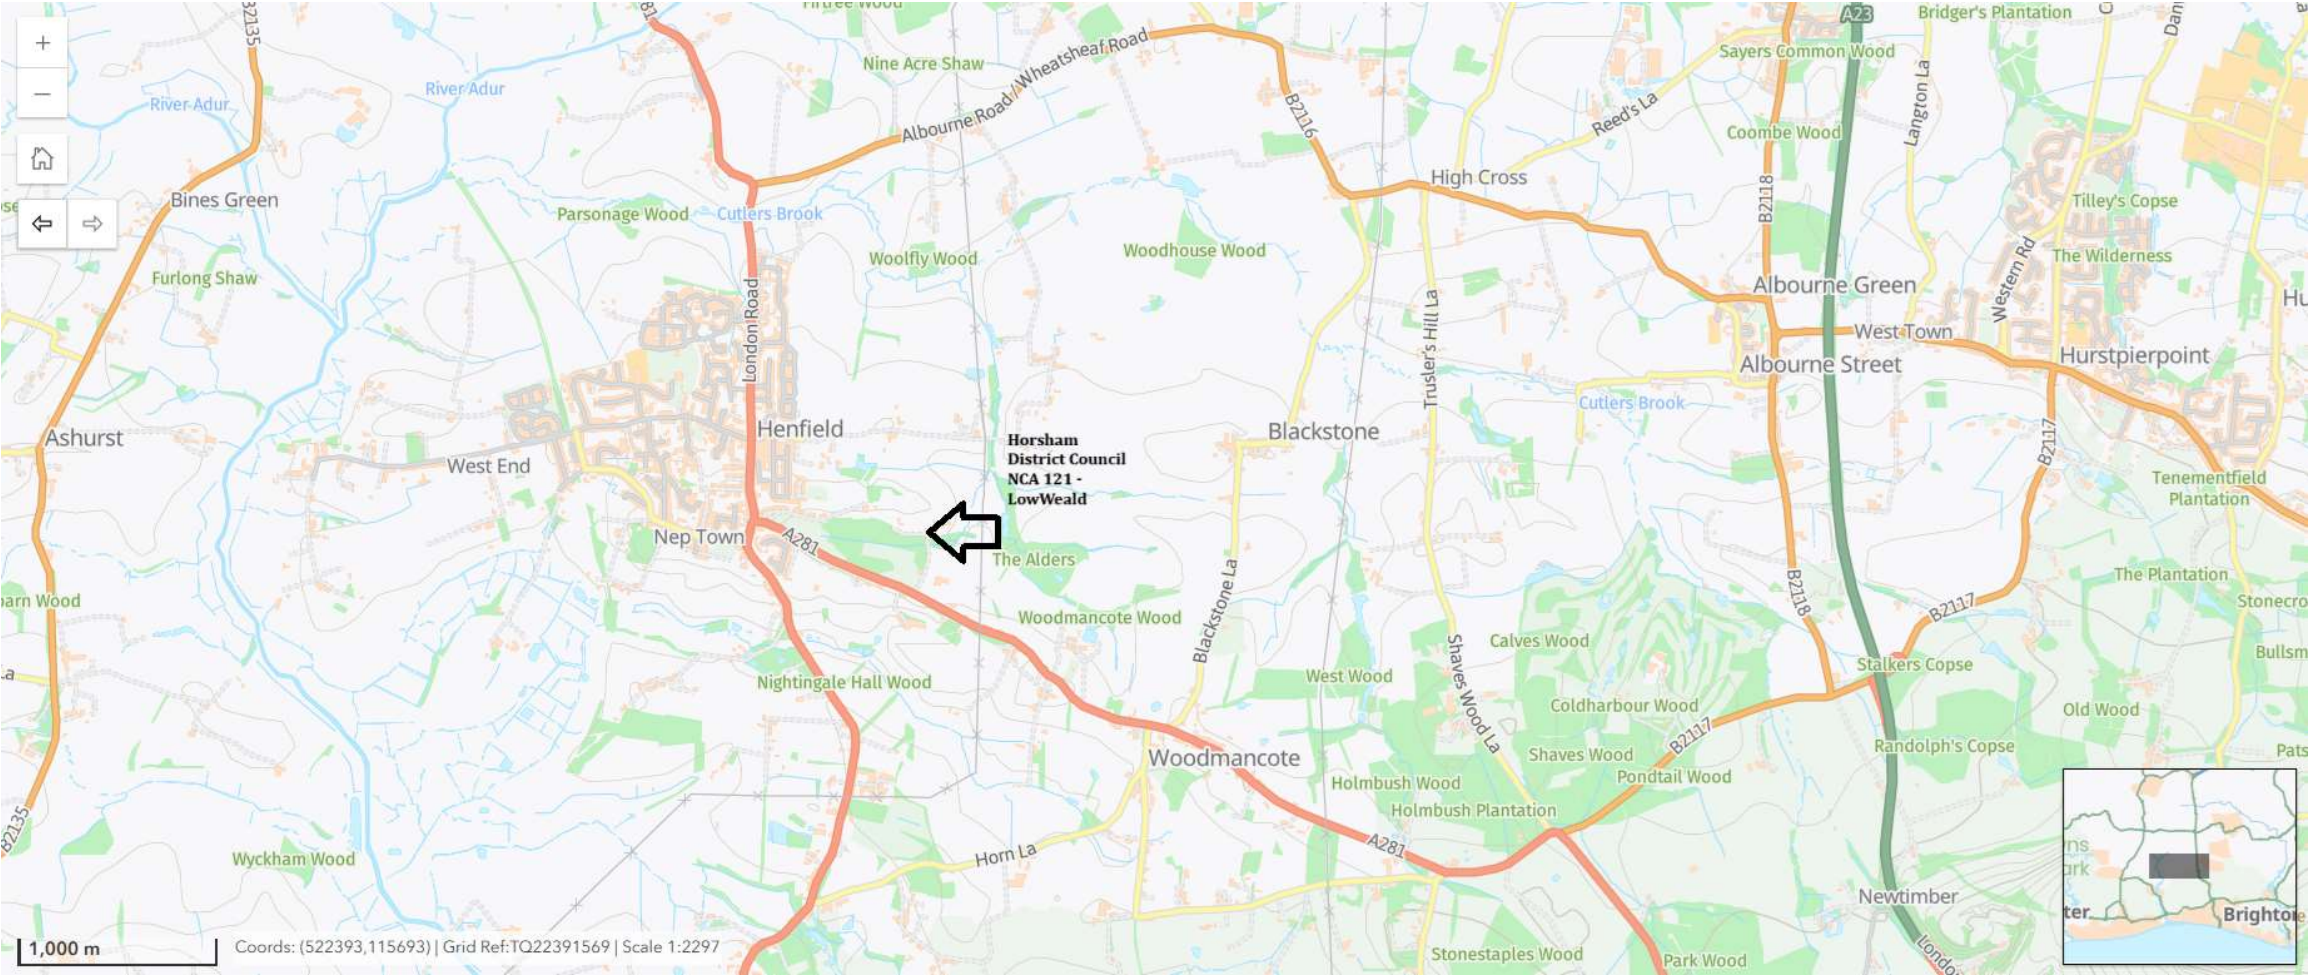 B2135
81
Firtree Wood
A23
Bridger's Plantation
Nine Acre Shaw
Albourne Road / Wheatsheaf Road
Sayers Common Wood
River Adur
River Adur
B2116
Reed's La
Langton La
Coombe Wood
High Cross
Bines Green
Parsonage Wood
Cutlers Brook
B2118
Tilley's Copse
Furlong Shaw
Woolfly Wood
Woodhouse Wood
Western Rd
The Wilderness
London Road
Trusler's Hill La
Albourne Green
West Town
Albourne Street
Hurstpierpoint
Cutlers Brook
Ashurst
West End
Henfield
Blackstone
B2117
Horsham
District Council
NCA 121 -
LowWeald
Tenementfield
Plantation
Nep Town
A281
The Alders
Blackstone La
B2118
The Plantation
B2117
Woodmancote Wood
Calves Wood
Shaves Wood La
Stalkers Copse
Nightingale Hall Wood
West Wood
Coldharbour Wood
B2117
Old Wood
Woodmancote
Shaves Wood
Randolph's Copse
Holmbush Wood
Pondtail Wood
Holmbush Plantation
B2135
Wyckham Wood
Horn La
A281
Newtimber
Stonestaples Wood
Park Wood
1,000 m
Coords: (522393,115693) | Grid Ref:TQ22391569 | Scale 1:2297